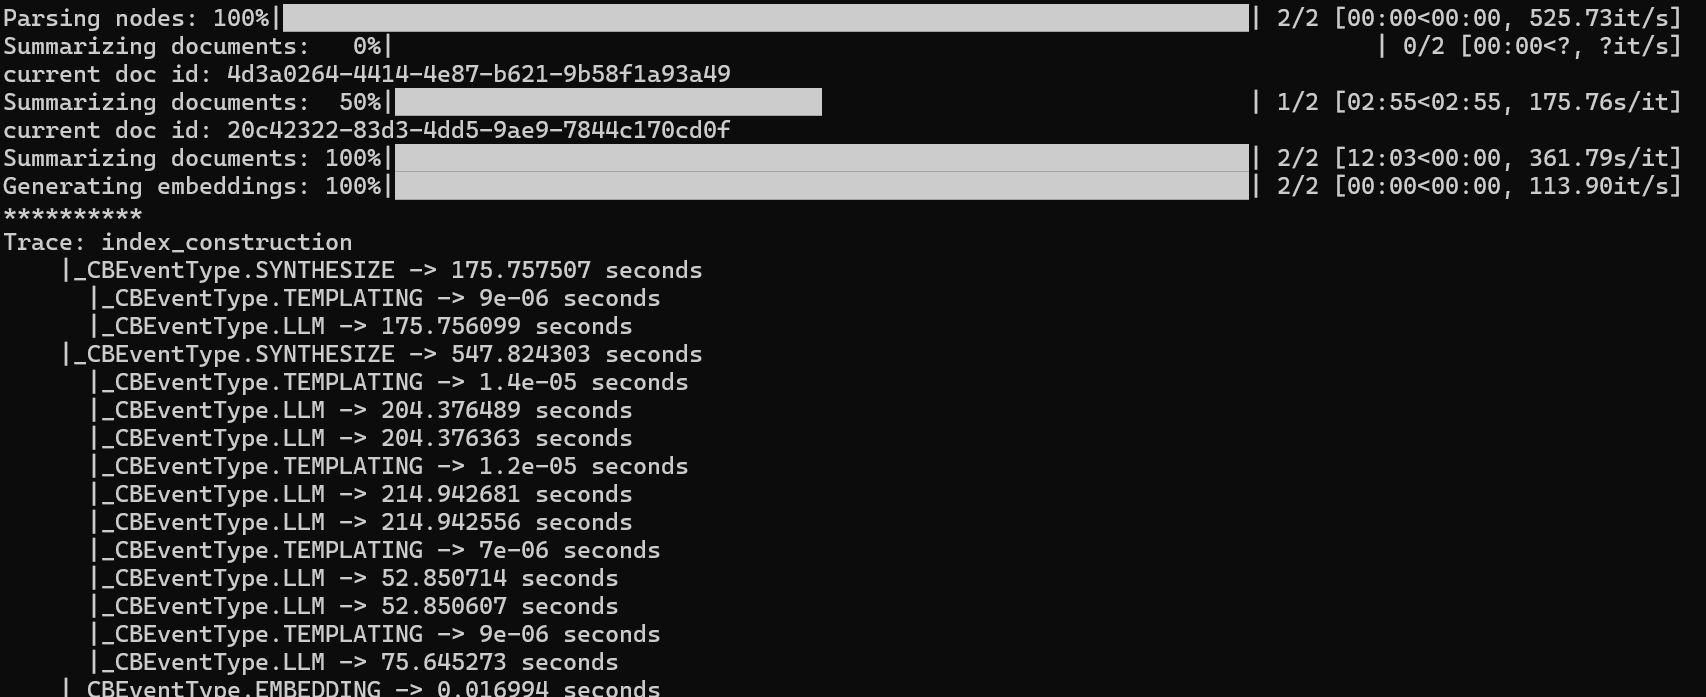 Parsing nodes: 100%| | 2/2 [00:00<00:00, 525.73it/s]
Summarizing documents:   0%| | 0/2 [00:00<?, ?it/s]
current doc id: 4d3a0264-4414-4e87-b621-9b58f1a93a49
Summarizing documents:  50%| | 1/2 [02:55<02:55, 175.76s/it]
current doc id: 20c42322-83d3-4dd5-9ae9-7844c170cd0f
Summarizing documents: 100%| | 2/2 [12:03<00:00, 361.79s/it]
Generating embeddings: 100%| | 2/2 [00:00<00:00, 113.90it/s]
**********
Trace: index_construction
    |_CBEventType.SYNTHESIZE -> 175.757507 seconds
      |_CBEventType.TEMPLATING -> 9e-06 seconds
      |_CBEventType.LLM -> 175.756099 seconds
    |_CBEventType.SYNTHESIZE -> 547.824303 seconds
      |_CBEventType.TEMPLATING -> 1.4e-05 seconds
      |_CBEventType.LLM -> 204.376489 seconds
      |_CBEventType.LLM -> 204.376363 seconds
      |_CBEventType.TEMPLATING -> 1.2e-05 seconds
      |_CBEventType.LLM -> 214.942681 seconds
      |_CBEventType.LLM -> 214.942556 seconds
      |_CBEventType.TEMPLATING -> 7e-06 seconds
      |_CBEventType.LLM -> 52.850714 seconds
      |_CBEventType.LLM -> 52.850607 seconds
      |_CBEventType.TEMPLATING -> 9e-06 seconds
      |_CBEventType.LLM -> 75.645273 seconds
    |_CBEventType.EMBEDDING -> 0.016994 seconds